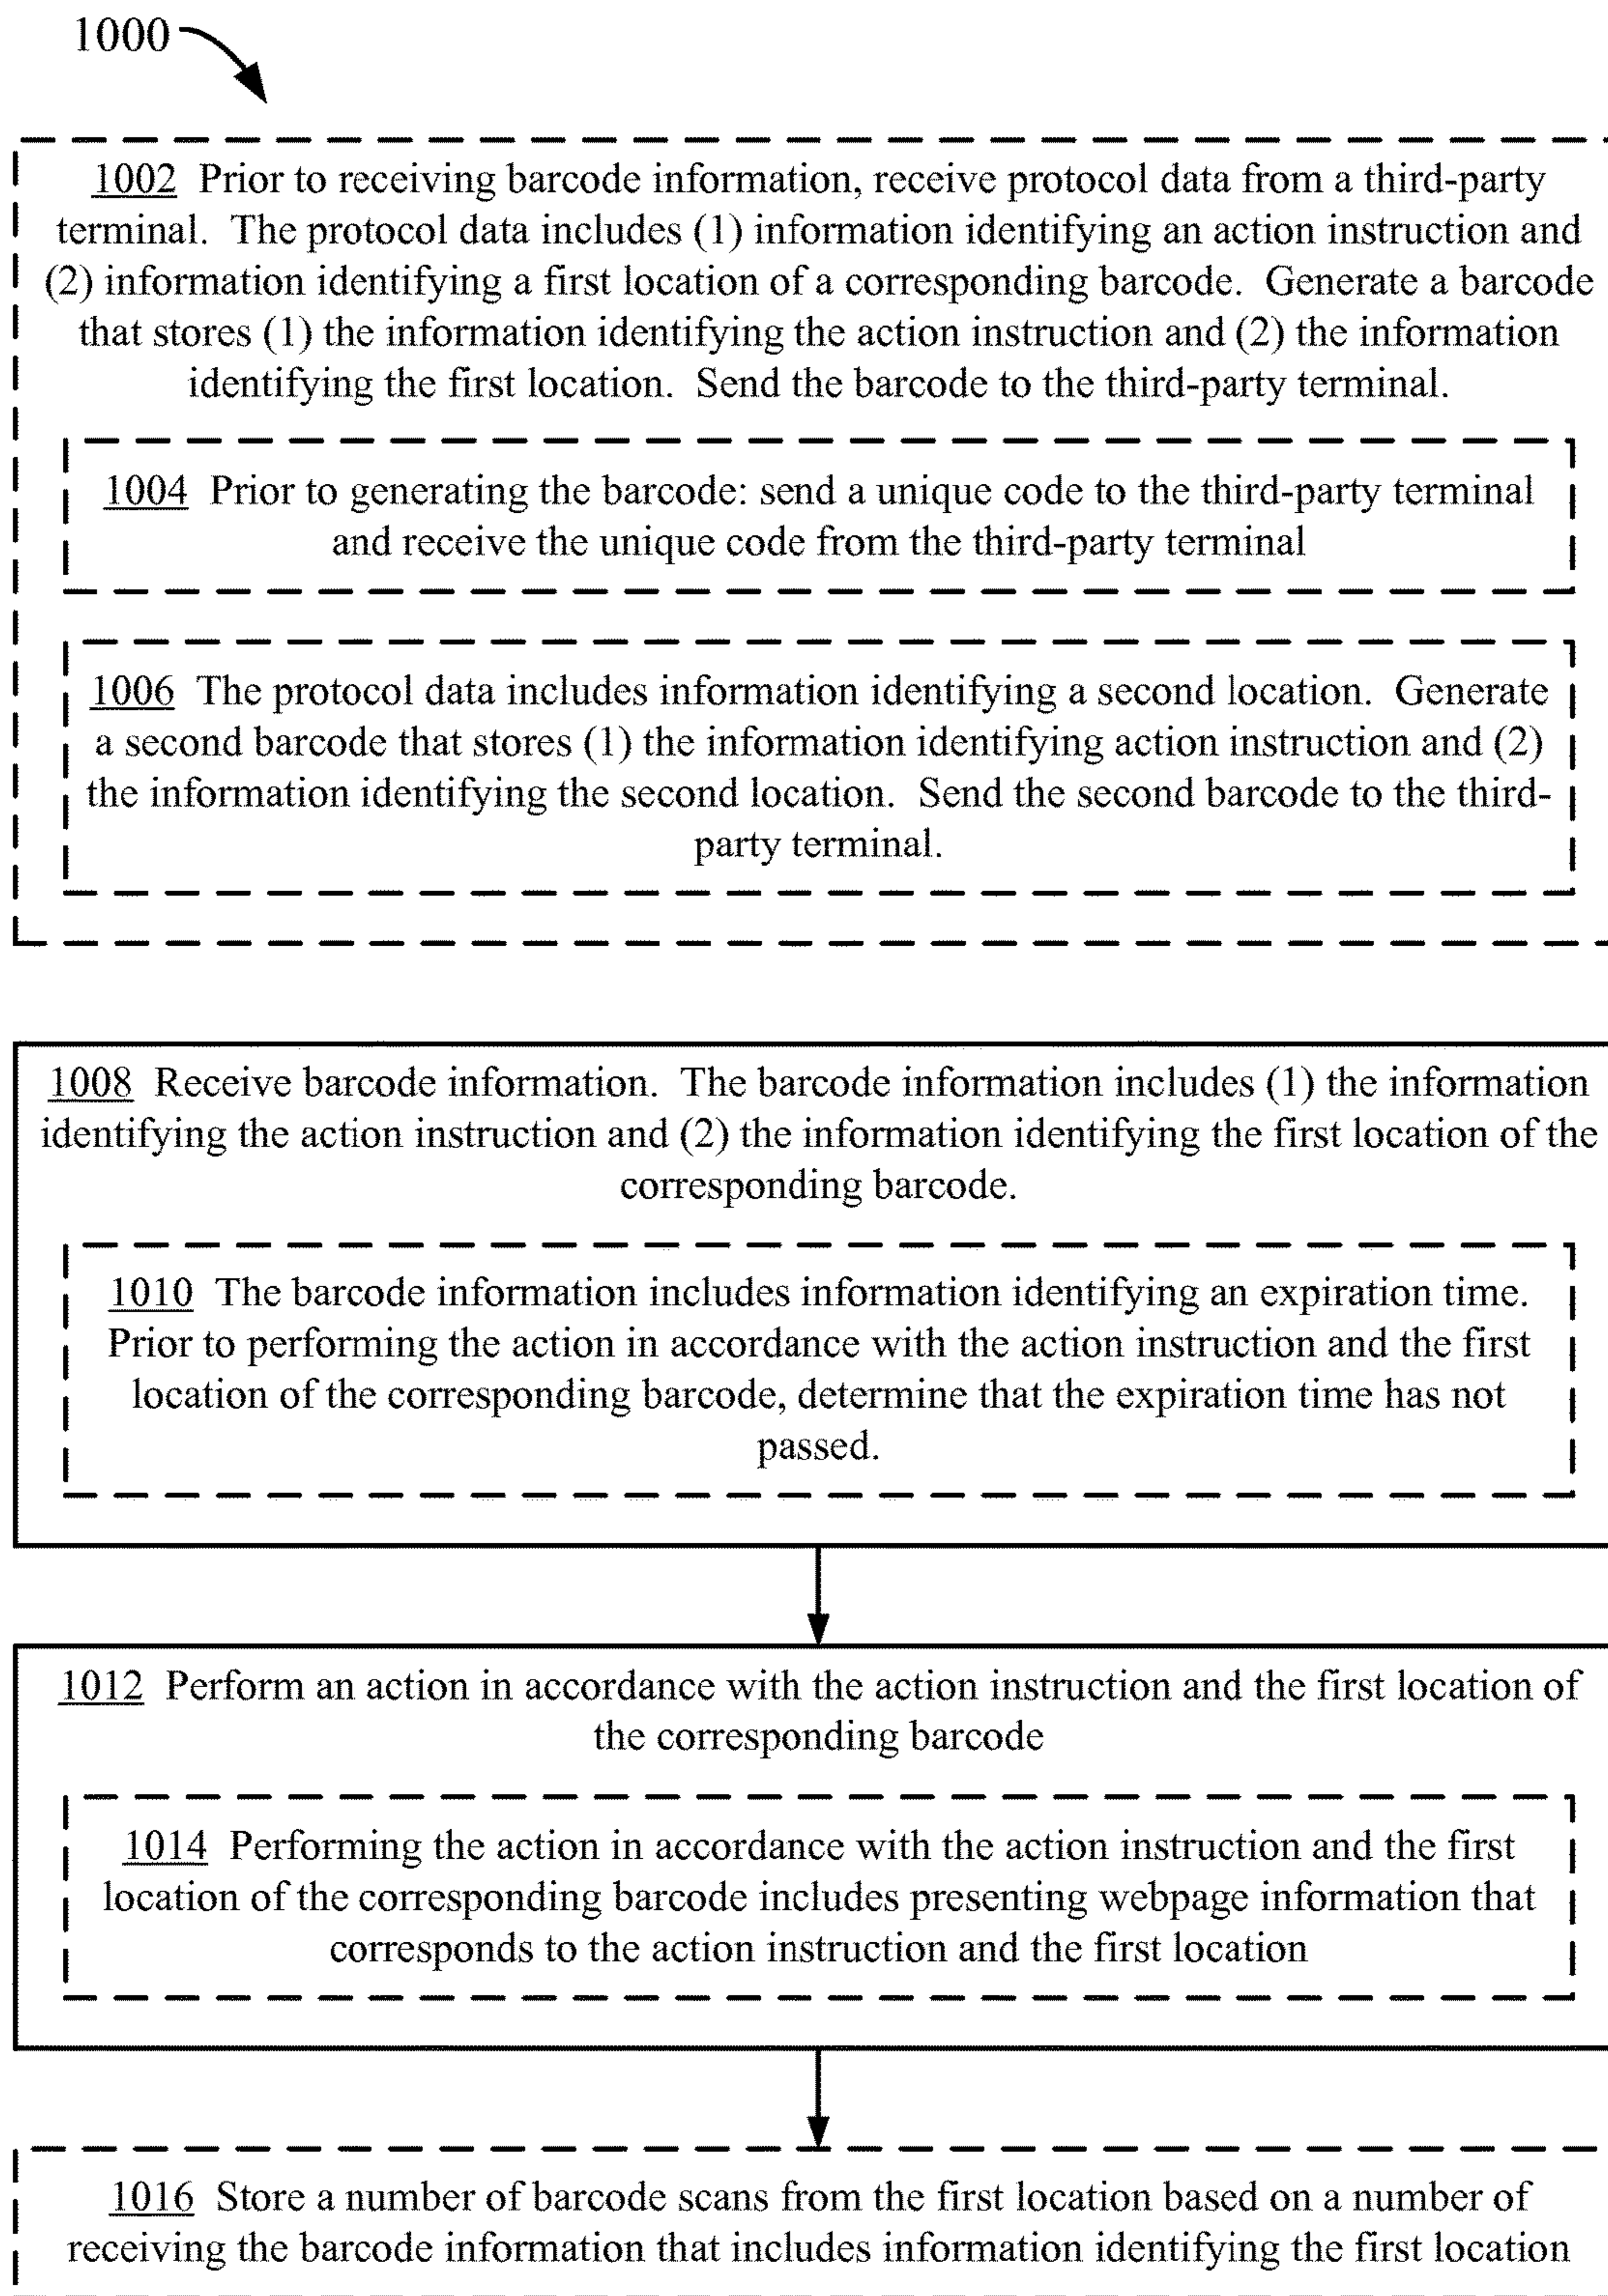 1000
1002 Prior to receiving barcode information, receive protocol data from a third-party
terminal. The protocol data includes (1) information identifying an action instruction and
(2) information identifying a first location of a corresponding barcode. Generate a barcode
that stores (1) the information identifying the action instruction and (2) the information
identifying the first location. Send the barcode to the third-party terminal.
1004 Prior to generating the barcode: send a unique code to the third-party terminal
and receive the unique code from the third-party terminal
1006 The protocol data includes information identifying a second location. Generate
a second barcode that stores (1) the information identifying action instruction and (2)
the information identifying the second location. Send the second barcode to the third-
party terminal.
1008 Receive barcode information. The barcode information includes (1) the information
identifying the action instruction and (2) the information identifying the first location of the
corresponding barcode.
1010 The barcode information includes information identifying an expiration time.
Prior to performing the action in accordance with the action instruction and the first
location of the corresponding barcode, determine that the expiration time has not
passed.
1012 Perform an action in accordance with the action instruction and the first location of
the corresponding barcode
1014 Performing the action in accordance with the action instruction and the first
location of the corresponding barcode includes presenting webpage information that
corresponds to the action instruction and the first location
1016 Store a number of barcode scans from the first location based on a number of
receiving the barcode information that includes information identifying the first location